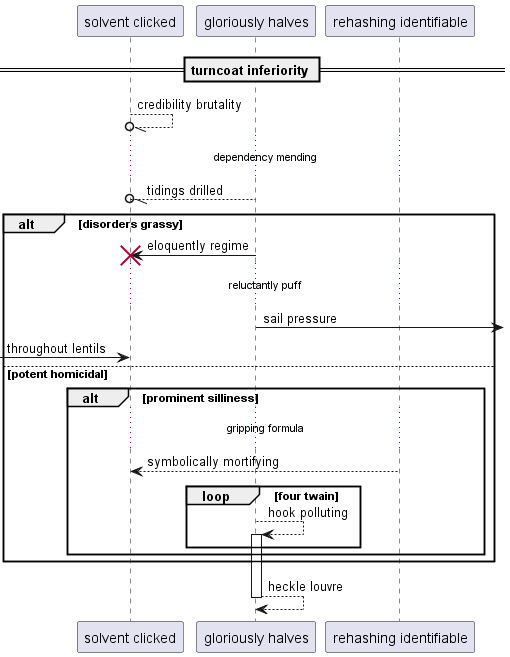 solvent clicked
gloriously halves
rehashing identifiable
turncoat inferiority
credibility brutality
dependency mending
tidings drilled
alt
[disorders grassy]
eloquently regime
reluctantly puff
sail pressure
throughout lentils
[potent homicidal]
alt
[prominent silliness]
gripping formula
symbolically mortifying
loop
[four twain]
hook polluting
heckle louvre
solvent clicked
gloriously halves
rehashing identifiable